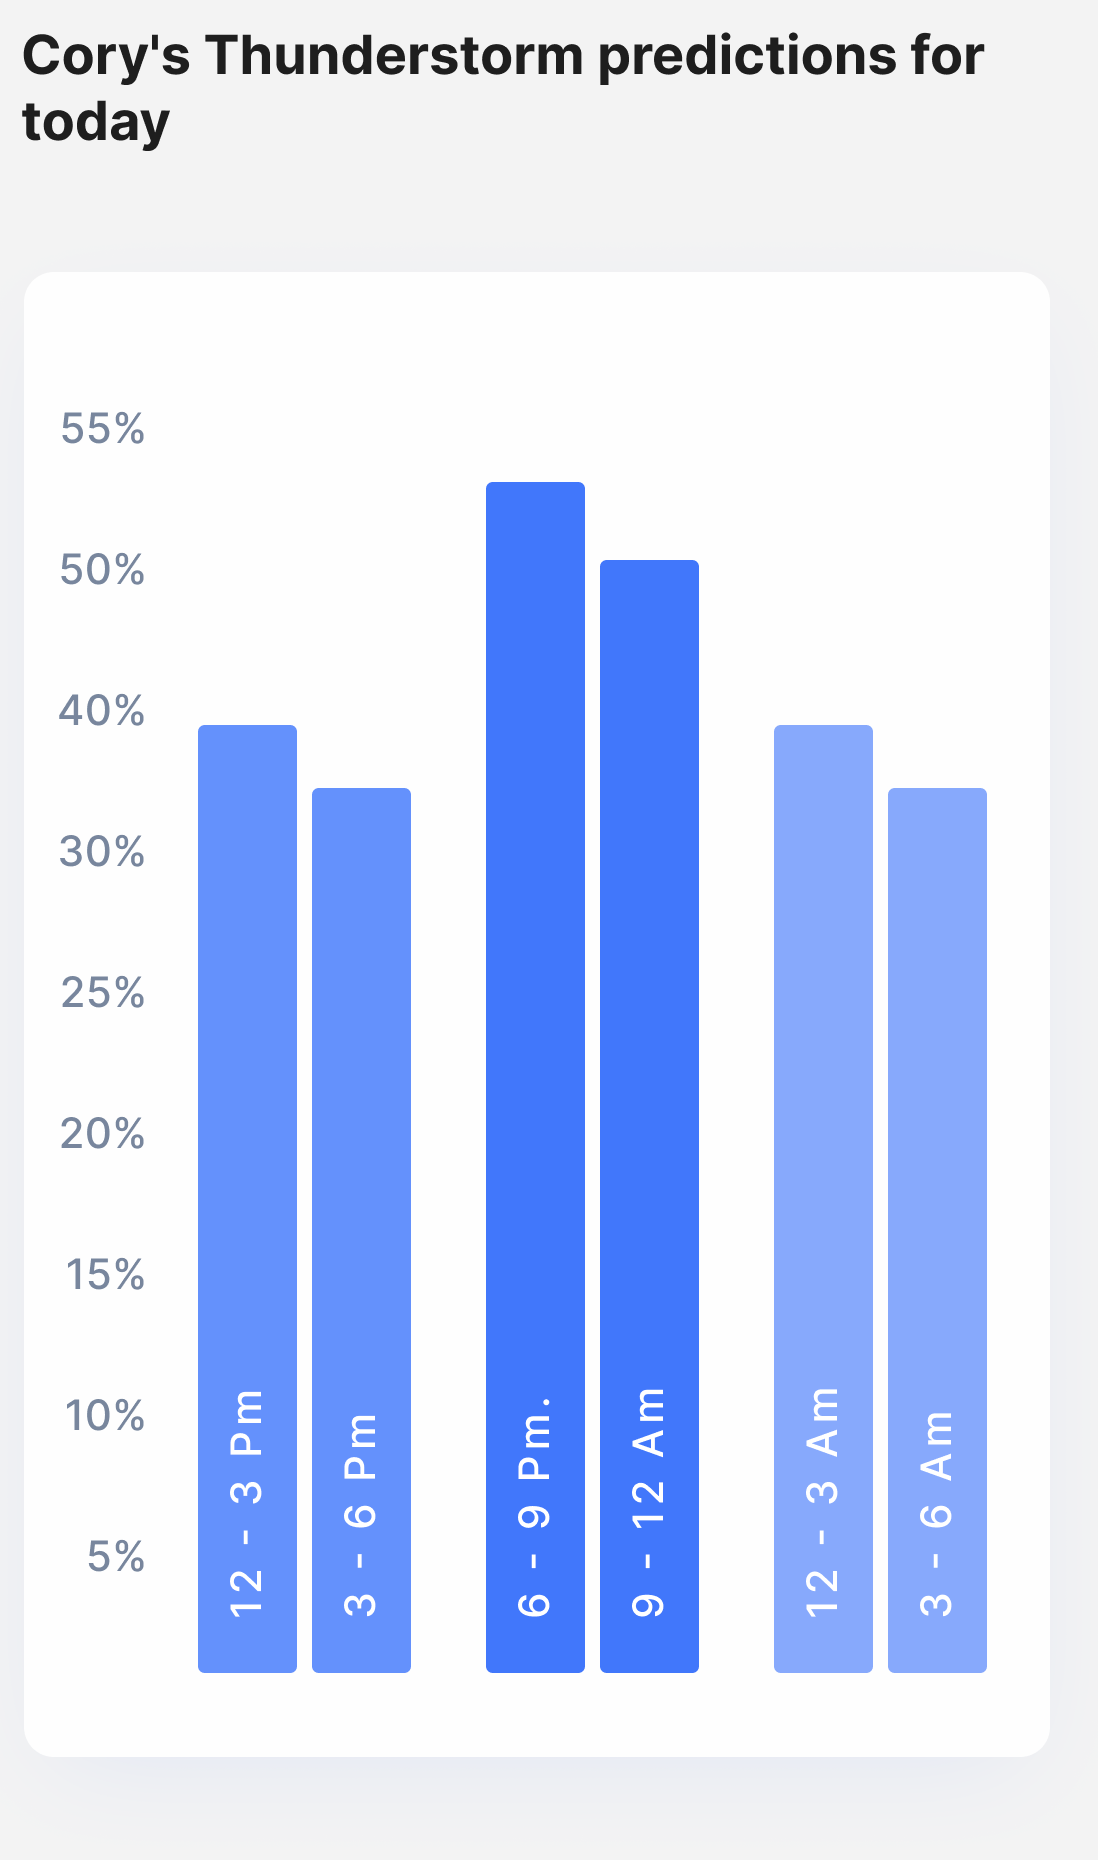 Cory's Thunderstorm predictions for
today
55%
50%
40%
30%
25%
20%
15%
10%
5%
12 - 3 Pm
3 - 6 Pm
6 - 9 Pm.
9 - 12 Am
12 - 3 Am
3 - 6 Am